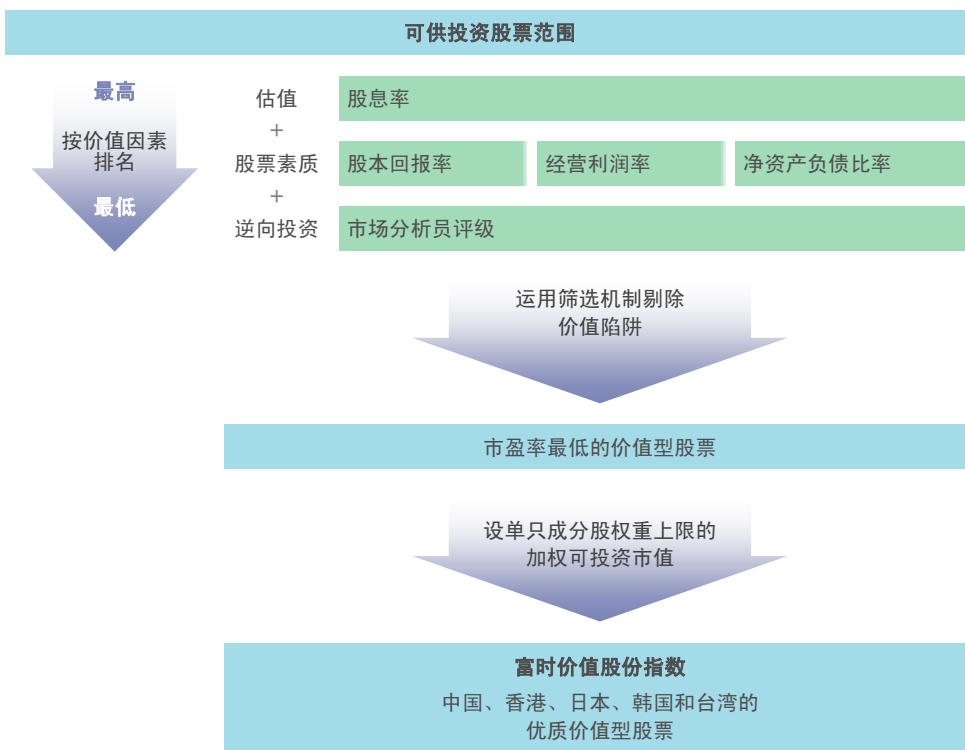 可供投资股票范围
最高
按价值因素
排名
最低
估值
股息率
+
股票素质
股本回报率
经营利润率
净资产负债比率
+
逆向投资
市场分析员评级
运用筛选机制剔除
价值陷阱
市盈率最低的价值型股票
设单只成分股权重上限的
加权可投资市值
富时价值股份指数
中国、香港、日本、韩国和台湾的
优质价值型股票